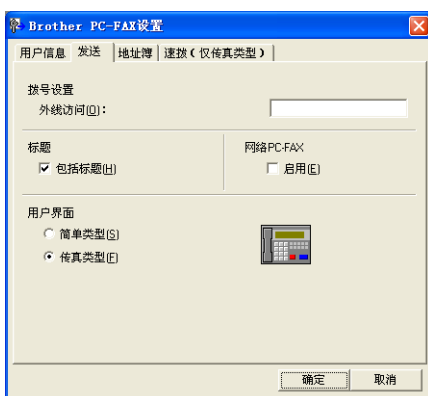 Brother PC-FAX设置
用户信息 发送 地址簿 速拨(仅传真类型)
拨号设置
外线访问(O):
标题 网络PC-FAX
包括标题(H) 启用(E)
用户界面
简单类型(S)
传真类型(F)
确定 取消